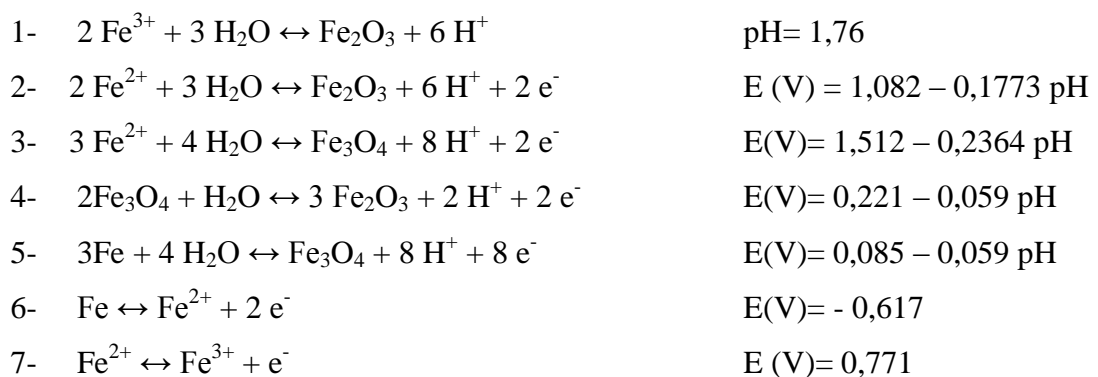 1- 2 Fe³⁺ + 3 H₂O ↔ Fe₂O₃ + 6 H⁺ pH= 1,76
2- 2 Fe²⁺ + 3 H₂O ↔ Fe₂O₃ + 6 H⁺ + 2 e⁻ E (V) = 1,082 – 0,1773 pH
3- 3 Fe²⁺ + 4 H₂O ↔ Fe₃O₄ + 8 H⁺ + 2 e⁻ E(V)= 1,512 – 0,2364 pH
4- 2Fe₃O₄ + H₂O ↔ 3 Fe₂O₃ + 2 H⁺ + 2 e⁻ E(V)= 0,221 – 0,059 pH
5- 3Fe + 4 H₂O ↔ Fe₃O₄ + 8 H⁺ + 8 e⁻ E(V)= 0,085 – 0,059 pH
6- Fe ↔ Fe²⁺ + 2 e⁻ E(V)= - 0,617
7- Fe²⁺ ↔ Fe³⁺ + e⁻ E (V)= 0,771